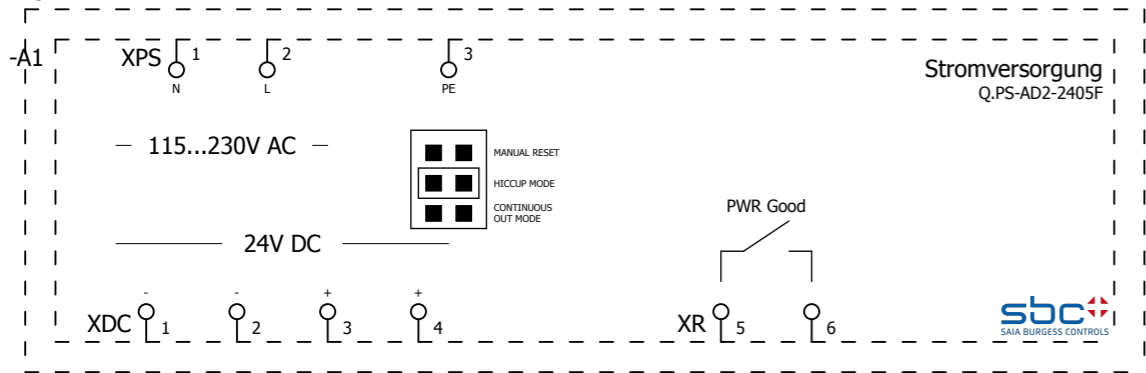 -A1
XPS
1
2
3
N
L
PE
Stromversorgung
Q.PS-AD2-2405F
115...230V AC
MANUAL RESET
HICCUP MODE
CONTINUOUS
OUT MODE
24V DC
PWR Good
- - + +
XDC 1 2 3 4
XR 5 6
sbc
SAIA BURGESS CONTROLS